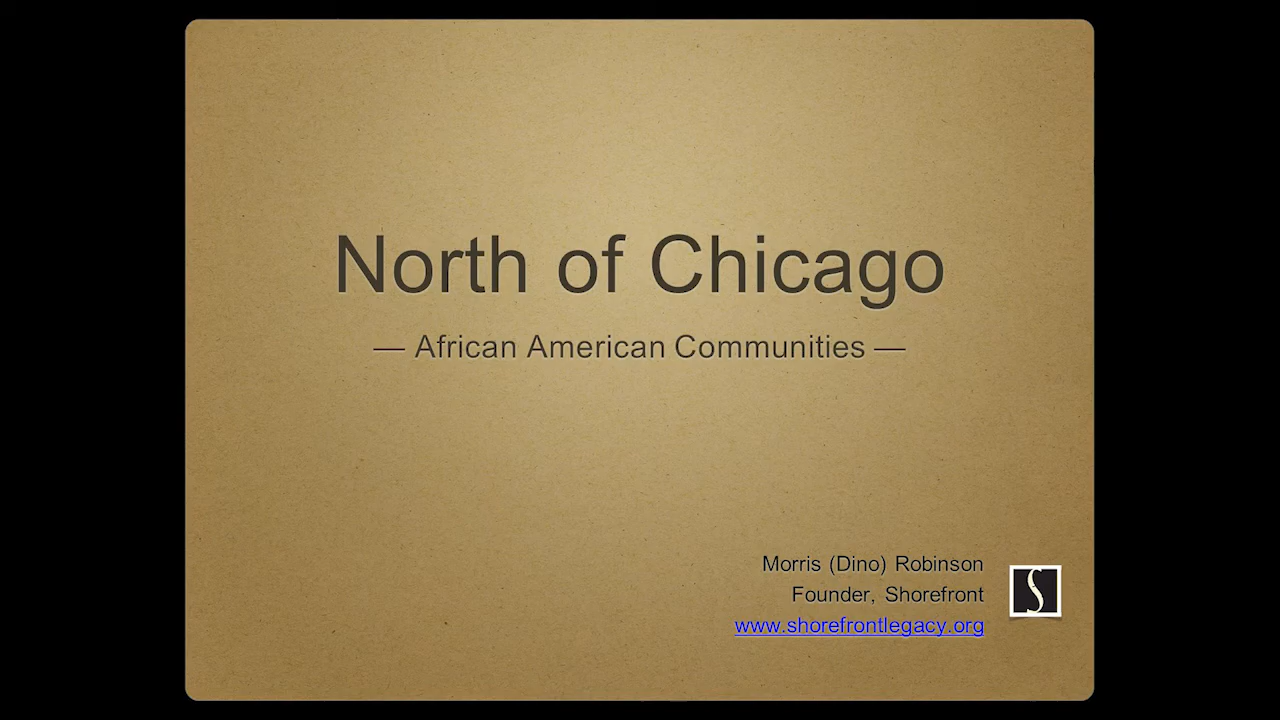 North of Chicago
— African American Communities —
Morris (Dino) Robinson
Founder, Shorefront
www.shorefrontlegacy.org
S